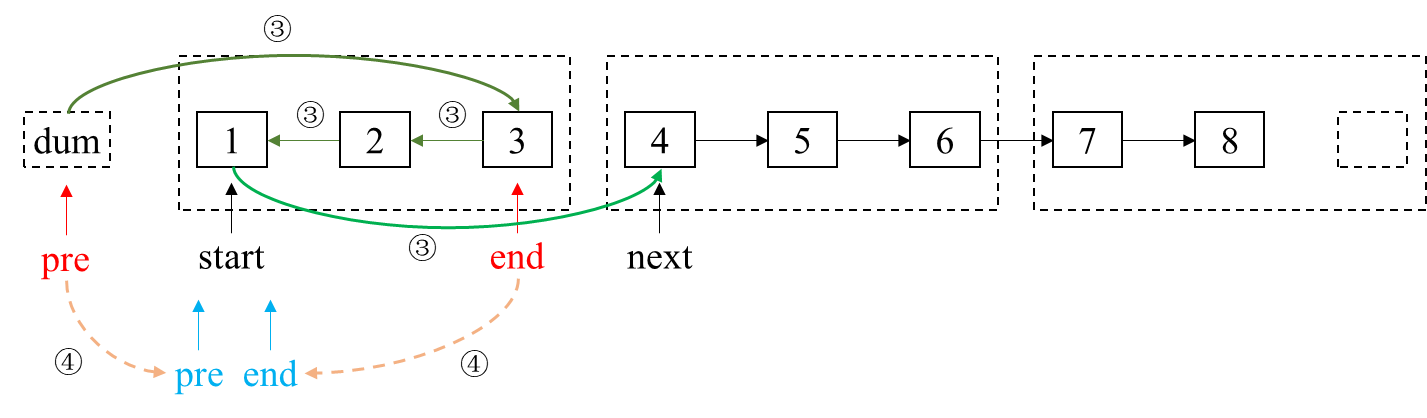 ③
③ ③
dum 1 2 3 4 5 6 7 8
③
pre start end next
④ ④
pre end